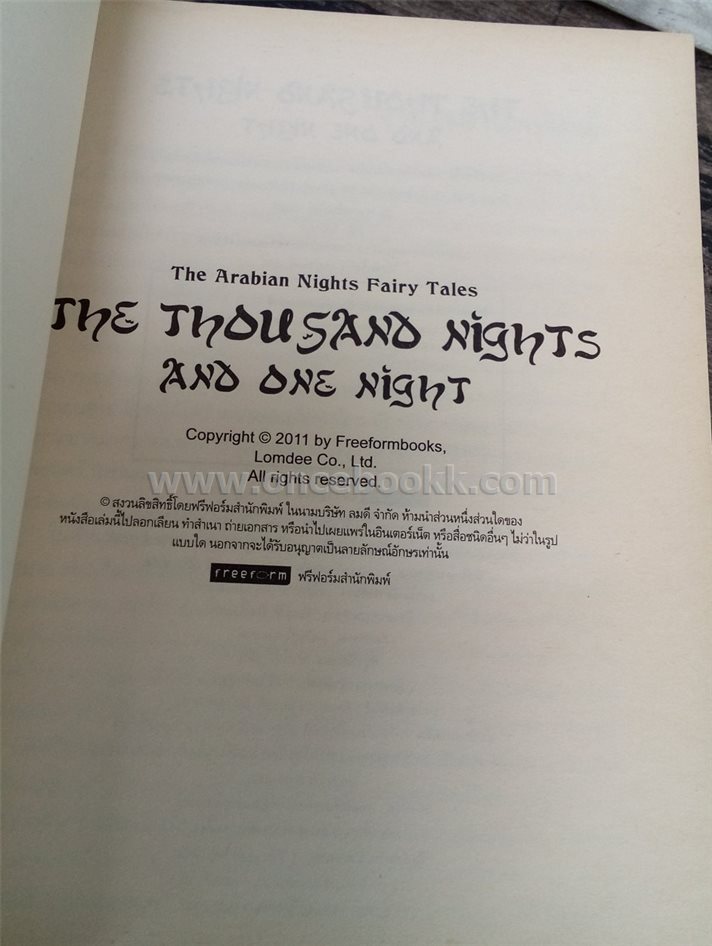 The Arabian Nights Fairy Tales
THE THOUSAND NIGHTS
AND ONE NIGHT
Copyright © 2011 by Freeformbooks,
Lomdee Co., Ltd.
All rights reserved.
www.oncebookk.com
© สงวนลิขสิทธิ์โดยฟรีฟอร์มสำนักพิมพ์ ในนามบริษัท ลมดี จำกัด ห้ามนำส่วนหนึ่งส่วนใดของ
หนังสือเล่มนี้ไปลอกเลียน ทำสำเนา ถ่ายเอกสาร หรือนำไปเผยแพร่ในอินเตอร์เน็ต หรือสื่อชนิดอื่นๆ ไม่ว่าในรูป
แบบใด นอกจากจะได้รับอนุญาตเป็นลายลักษณ์อักษรเท่านั้น
freeform ฟรีฟอร์มสำนักพิมพ์